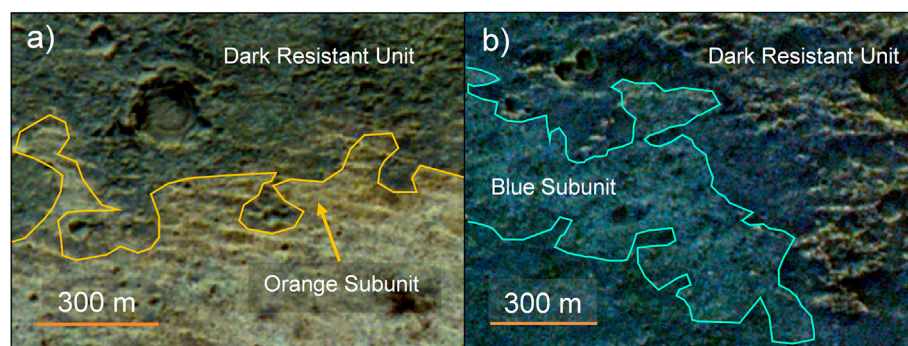 a)
Dark Resistant Unit
Orange Subunit
300 m
b)
Dark Resistant Unit
Blue Subunit
300 m